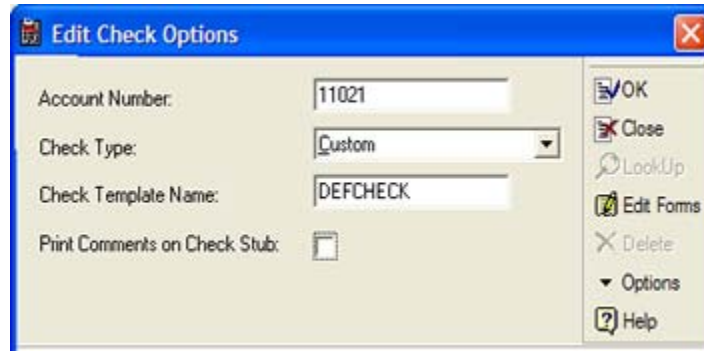 Edit Check Options
Account Number: 11021
Check Type: Custom
Check Template Name: DEFCHECK
Print Comments on Check Stub:
OK
Close
LookUp
Edit Forms
Delete
Options
Help